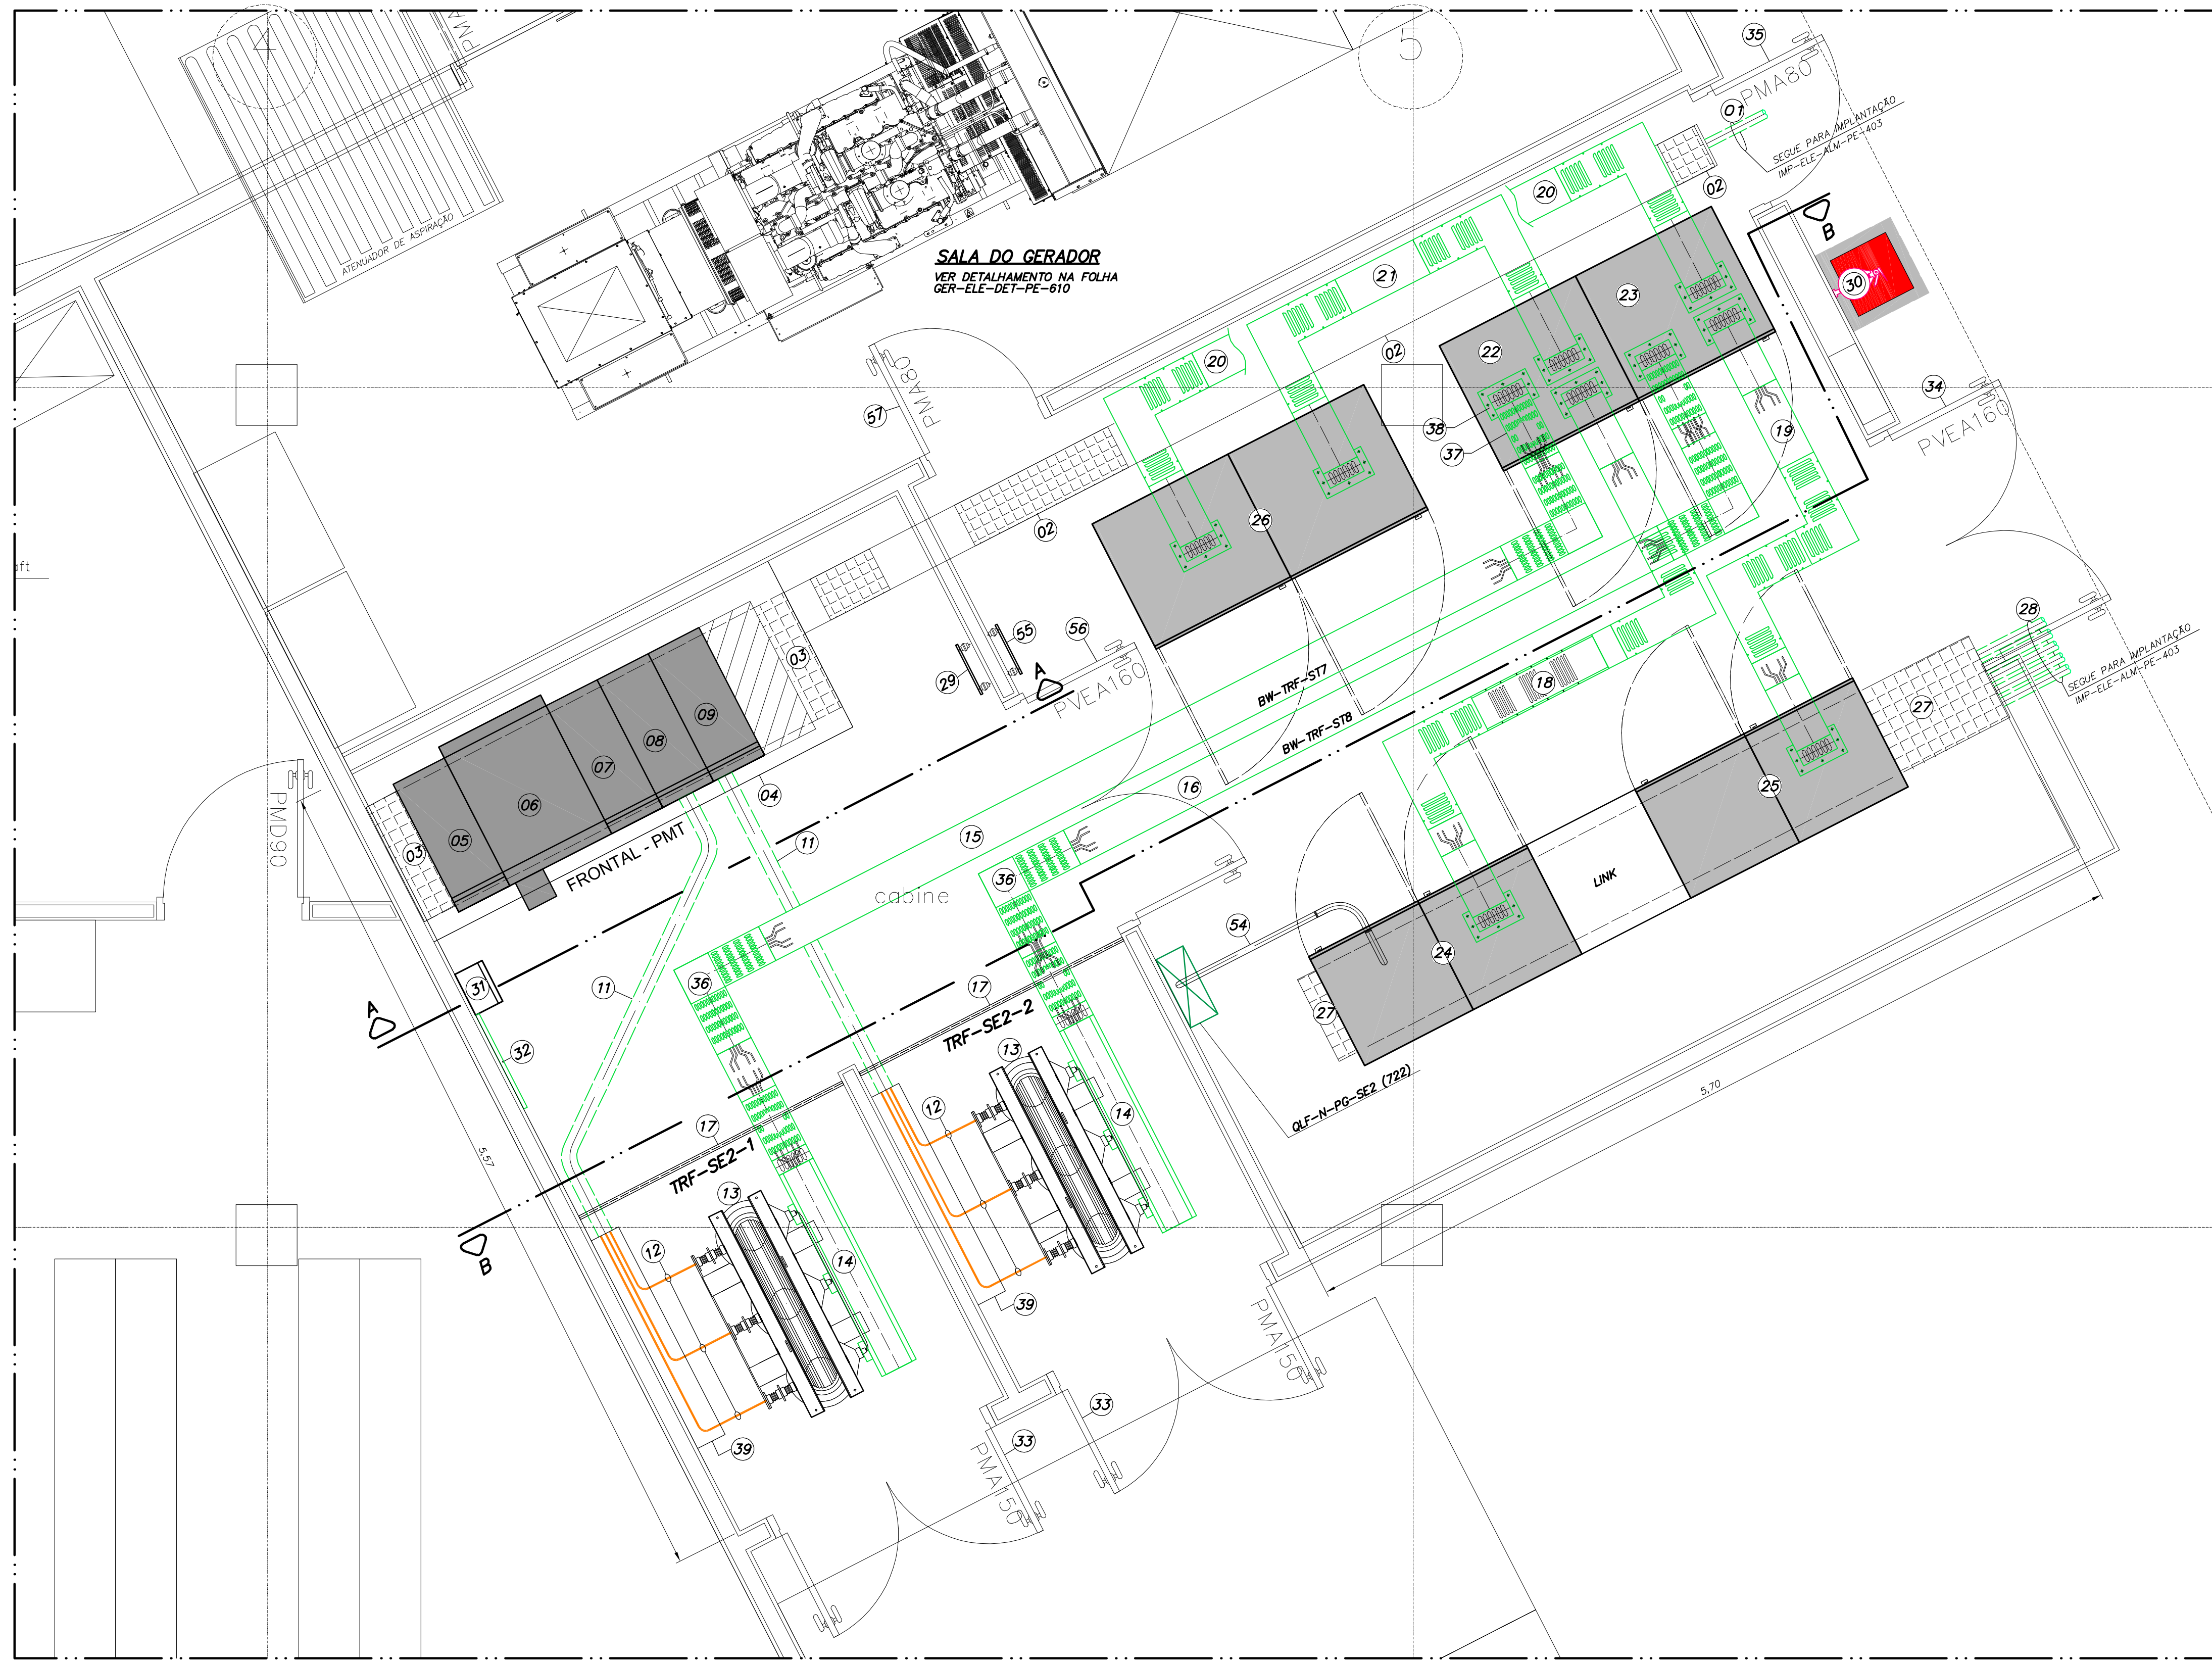 4
5
PMA
35
PMA80
01
SEGUE PARA IMPLANTAÇÃO
IMP-ELE-ALM-PE-403
ATENUADOR DE ASPIRAÇÃO
20
02
B
SALA DO GERADOR
VER DETALHAMENTO NA FOLHA
GER-ELE-DET-PE-610
21
23
30
22
20
02
57
PMA80
38
37
19
34
PVEA160
02
26
03
55
29
56
A
PVEA160
28
SEGUE PARA IMPLANTAÇÃO
IMP-ELE-ALM-PE-403
BW-TRF-ST7
BW-TRF-ST8
18
27
09
08
07
06
05
03
04
FRONTAL - PMT
PMD90
11
15
16
25
LINK
36
cabine
54
24
27
36
31
11
17
A
32
TRF-SE2-2
13
12
14
QLF-N-PG-SE2 (722)
5,70
17
TRF-SE2-1
5,57
13
B
12
14
39
39
PMA150
33
33
PMA150
aft